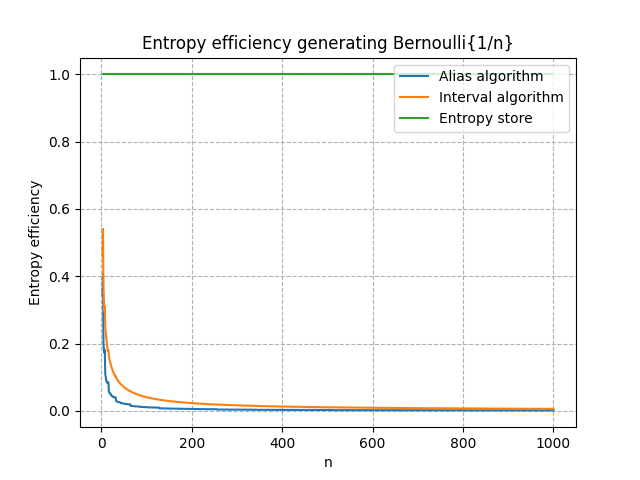 Entropy efficiency generating Bernoulli{1/n}
Entropy efficiency
1.0
0.8
0.6
0.4
0.2
0.0
Alias algorithm
Interval algorithm
Entropy store
0
200
400
600
800
1000
n